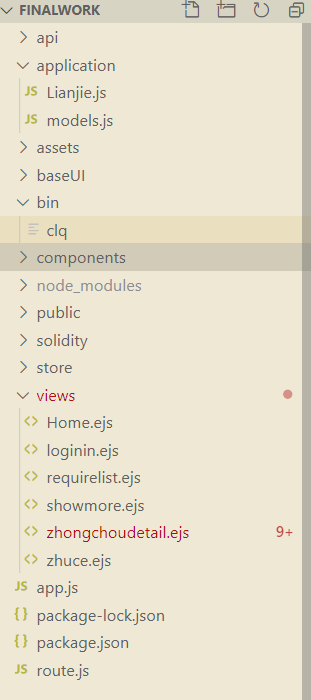 FINALWORK
api
application
JS Lianjie.js
JS models.js
assets
baseUI
bin
clq
components
node_modules
public
solidity
store
views
<> Home.ejs
<> loginin.ejs
<> requirelist.ejs
<> showmore.ejs
<> zhongchoudetail.ejs 9+
<> zhuce.ejs
JS app.js
{} package-lock.json
{} package.json
JS route.js